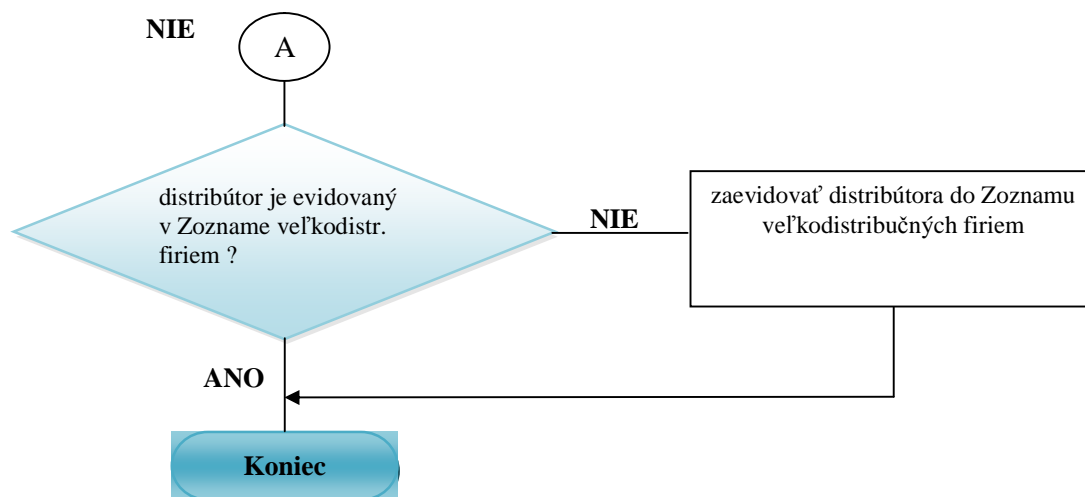 NIE
A
distribútor je evidovaný
v Zozname veľkodistr.
firiem ?
NIE
zaevidovať distribútora do Zoznamu
veľkodistribučných firiem
ANO
Koniec